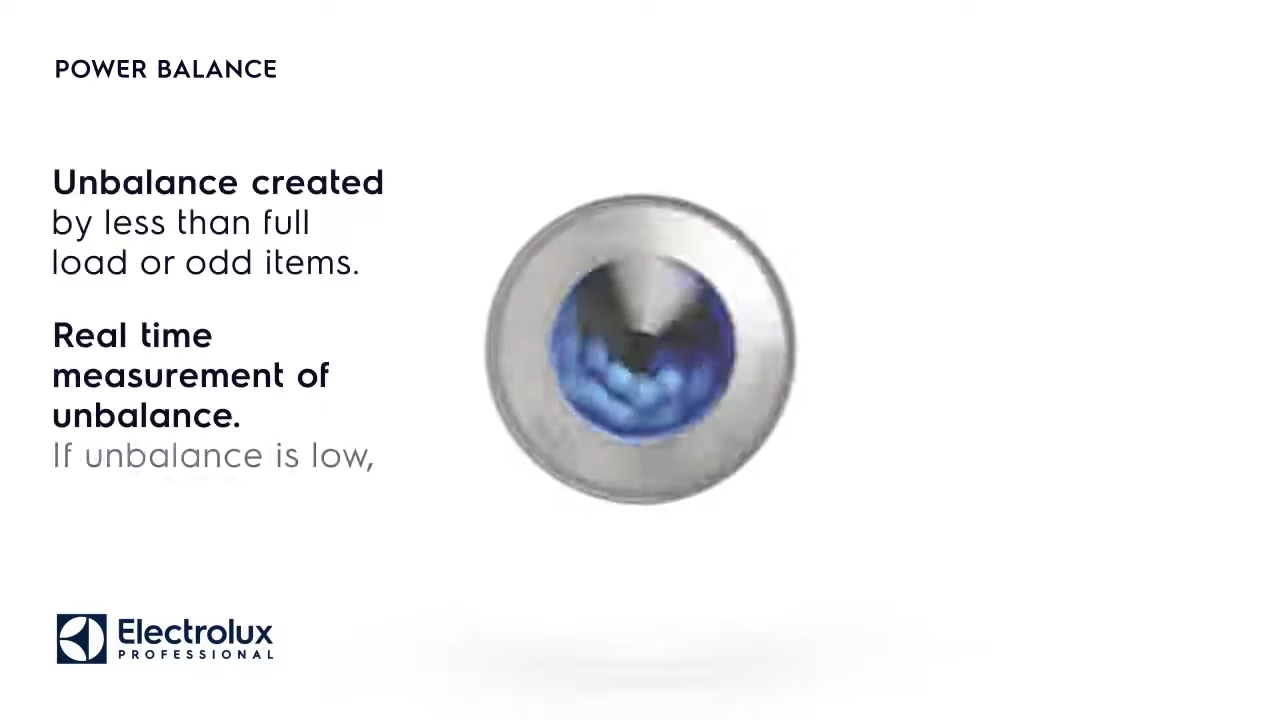 POWER BALANCE
Unbalance created
by less than full
load or odd items.
Real time
measurement of
unbalance.
If unbalance is low,
Electrolux
PROFESSIONAL